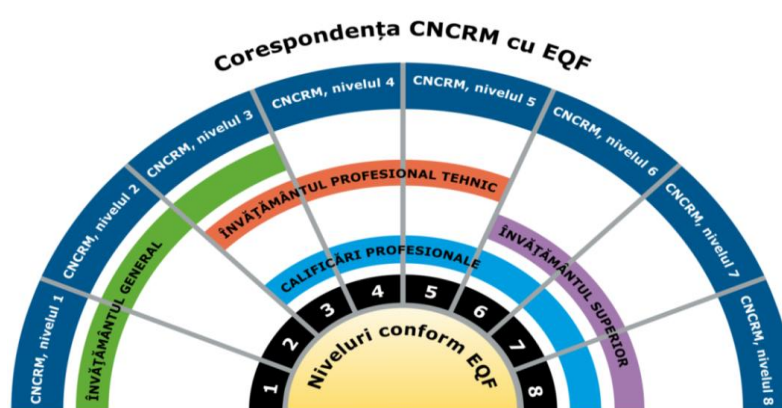 Corespondența CNCRM cu EQF
CNCRM, nivelul 1
CNCRM, nivelul 2
CNCRM, nivelul 3
CNCRM, nivelul 4
CNCRM, nivelul 5
CNCRM, nivelul 6
CNCRM, nivelul 7
CNCRM, nivelul 8
ÎNVĂȚĂMÂNTUL GENERAL
ÎNVĂȚĂMÂNTUL PROFESIONAL TEHNIC
ÎNVĂȚĂMÂNTUL SUPERIOR
CALIFICĂRI PROFESIONALE
1
2
3
4
5
6
7
8
Niveluri conform EQF